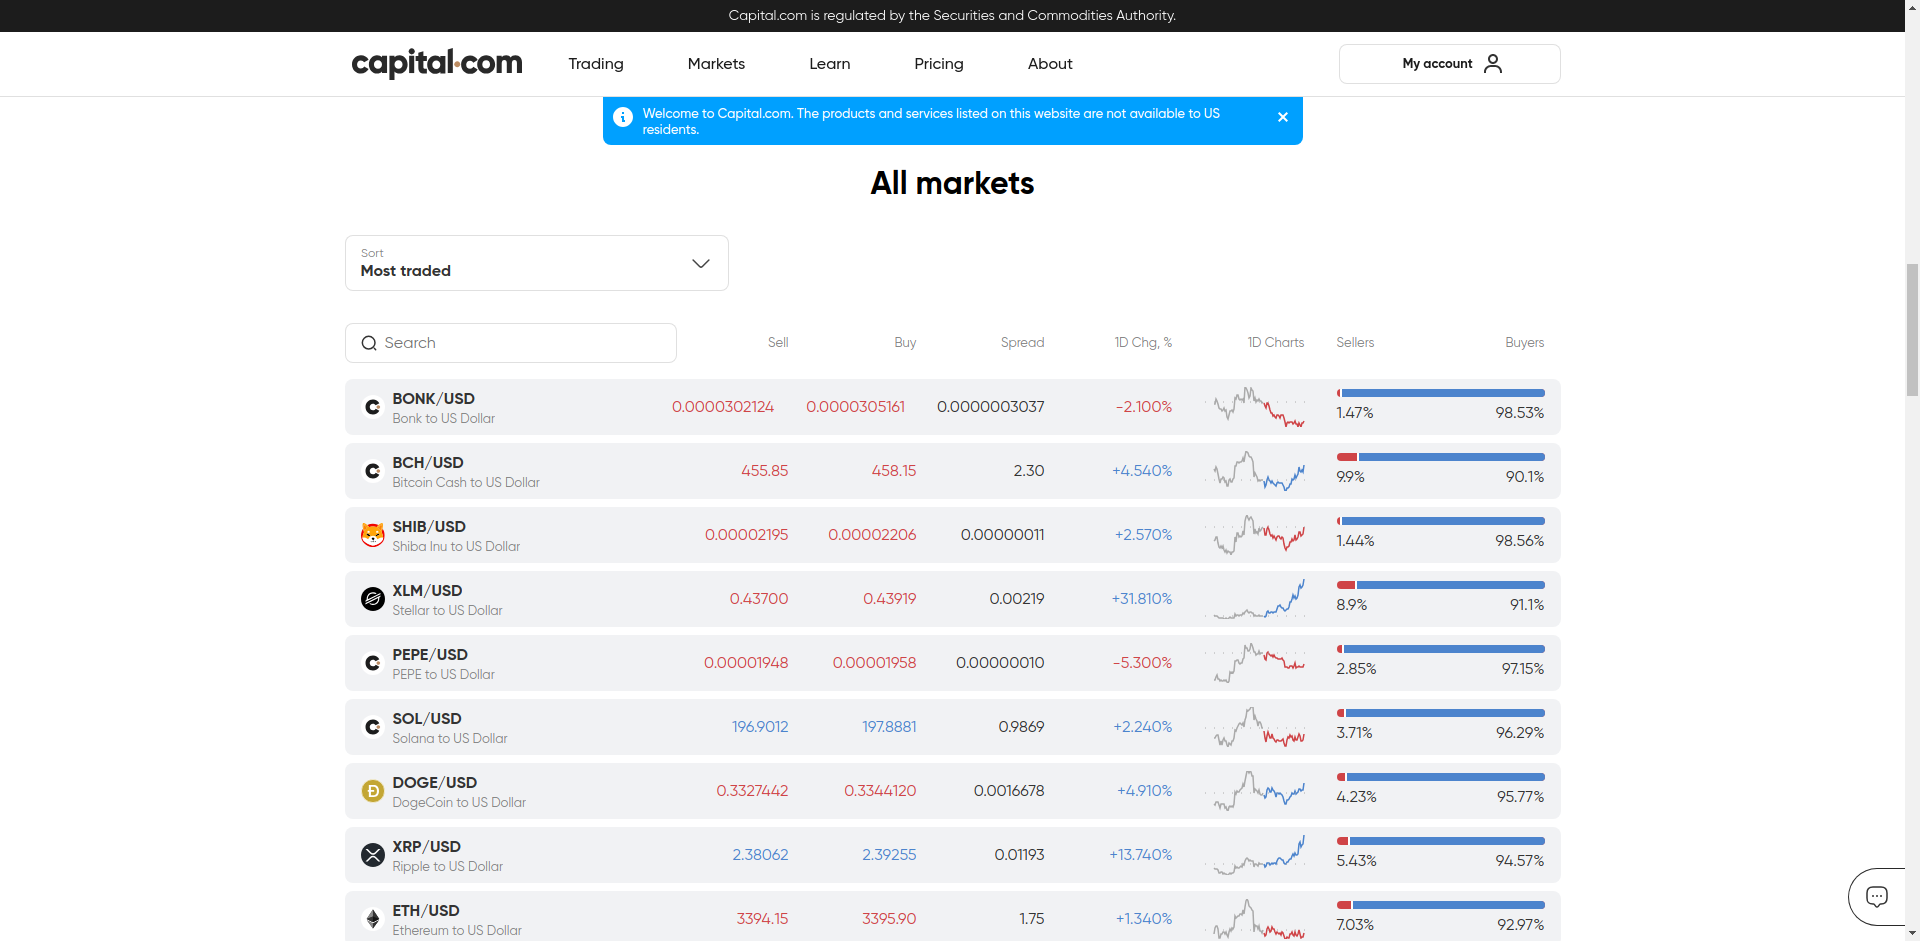 Capital.com is regulated by the Securities and Commodities Authority.
capital.com Trading Markets Learn Pricing About My account
Welcome to Capital.com. The products and services listed on this website are not available to US
residents.
All markets
Sort
Most traded
Search Sell Buy Spread 1D Chg, % 1D Charts Sellers Buyers
BONK/USD
Bonk to US Dollar
0.0000302124 0.0000305161 0.0000003037 -2.100% 1.47% 98.53%
BCH/USD
Bitcoin Cash to US Dollar
455.85 458.15 2.30 +4.540% 9.9% 90.1%
SHIB/USD
Shiba Inu to US Dollar
0.00002195 0.00002206 0.00000011 +2.570% 1.44% 98.56%
XLM/USD
Stellar to US Dollar
0.43700 0.43919 0.00219 +31.810% 8.9% 91.1%
PEPE/USD
PEPE to US Dollar
0.00001948 0.00001958 0.00000010 -5.300% 2.85% 97.15%
SOL/USD
Solana to US Dollar
196.9012 197.8881 0.9869 +2.240% 3.71% 96.29%
DOGE/USD
DogeCoin to US Dollar
0.3327442 0.3344120 0.0016678 +4.910% 4.23% 95.77%
XRP/USD
Ripple to US Dollar
2.38062 2.39255 0.01193 +13.740% 5.43% 94.57%
ETH/USD
Ethereum to US Dollar
3394.15 3395.90 1.75 +1.340% 7.03% 92.97%